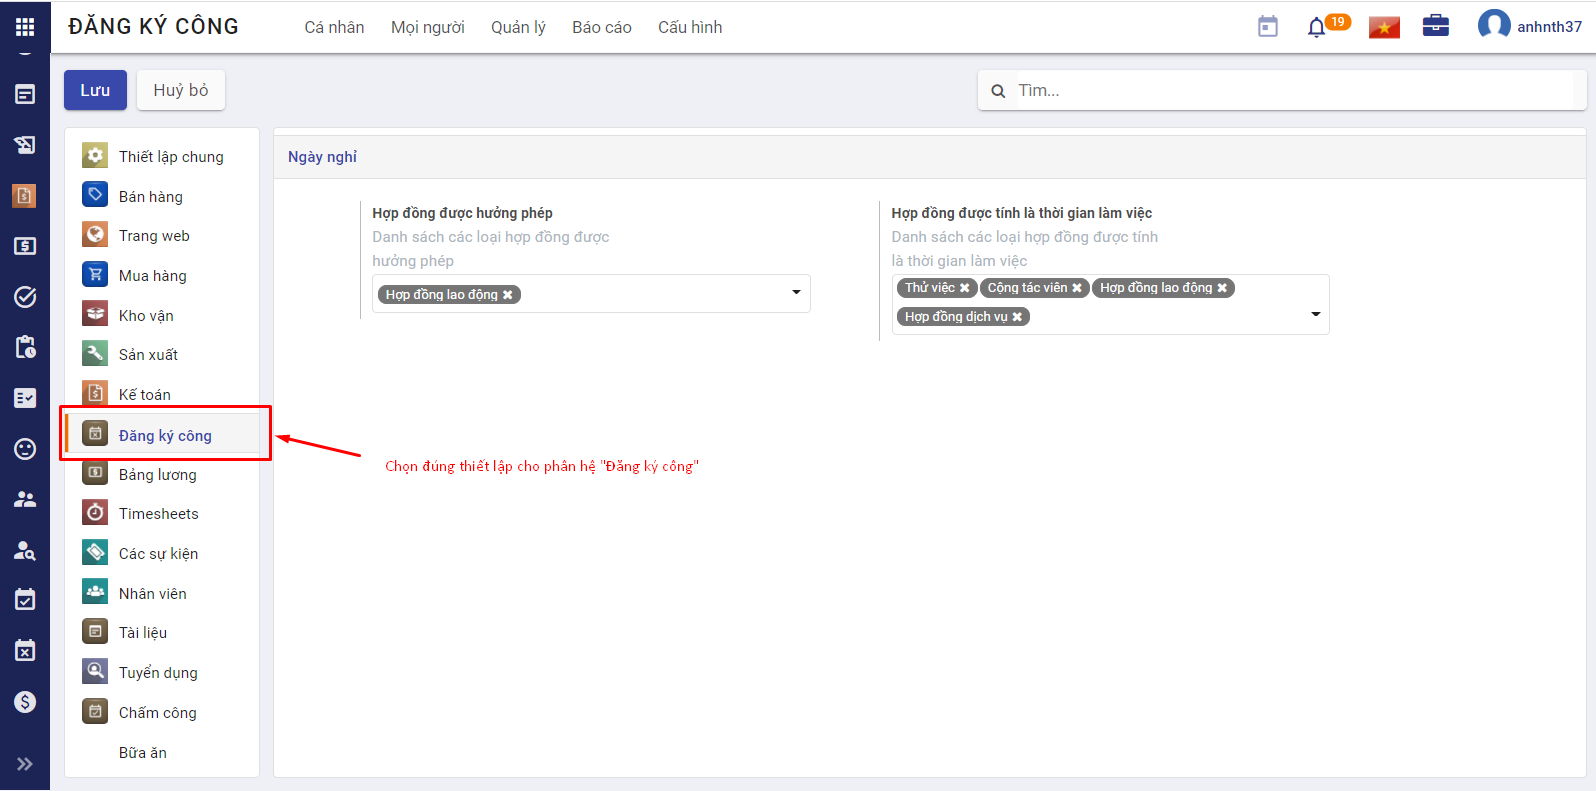 ĐĂNG KÝ CÔNG
Cá nhân Mọi người Quản lý Báo cáo Cấu hình
19
anhnth37
Lưu Huỷ bỏ
Tìm...
Thiết lập chung
Bán hàng
Trang web
Mua hàng
Kho vận
Sản xuất
Kế toán
Đăng ký công
Bảng lương
Timesheets
Các sự kiện
Nhân viên
Tài liệu
Tuyển dụng
Chấm công
Bữa ăn
Ngày nghỉ
Hợp đồng được hưởng phép
Danh sách các loại hợp đồng được
hưởng phép
Hợp đồng lao động ✖
Hợp đồng được tính là thời gian làm việc
Danh sách các loại hợp đồng được tính
là thời gian làm việc
Thử việc ✖ Cộng tác viên ✖ Hợp đồng lao động ✖
Hợp đồng dịch vụ ✖
Chọn đúng thiết lập cho phân hệ "Đăng ký công"